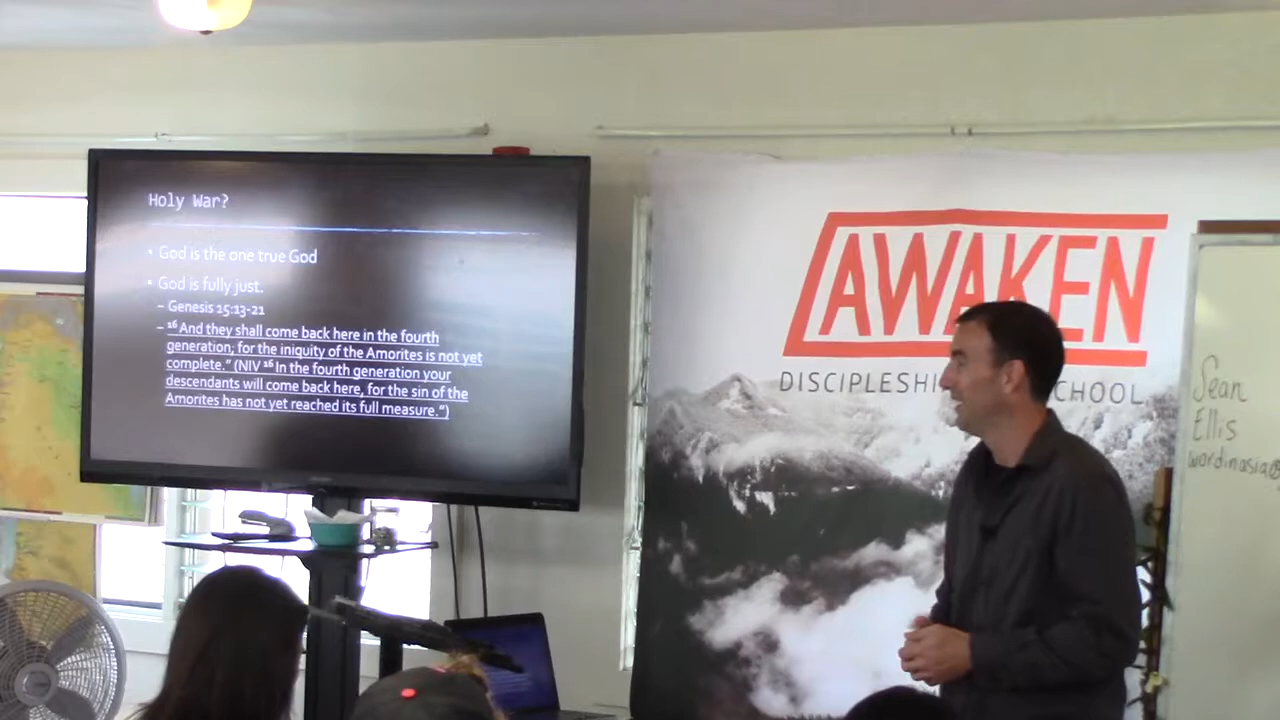 Holy War?
• God is the one true God
• God is fully just.
– Genesis 15:13-21
– ¹⁶ And they shall come back here in the fourth
generation; for the iniquity of the Amorites is not yet
complete.” (NIV ¹⁶ In the fourth generation your
descendants will come back here, for the sin of the
Amorites has not yet reached its full measure.”)
AWAKEN
DISCIPLESHI CHOOL
Sean
Ellis
wordinasia@